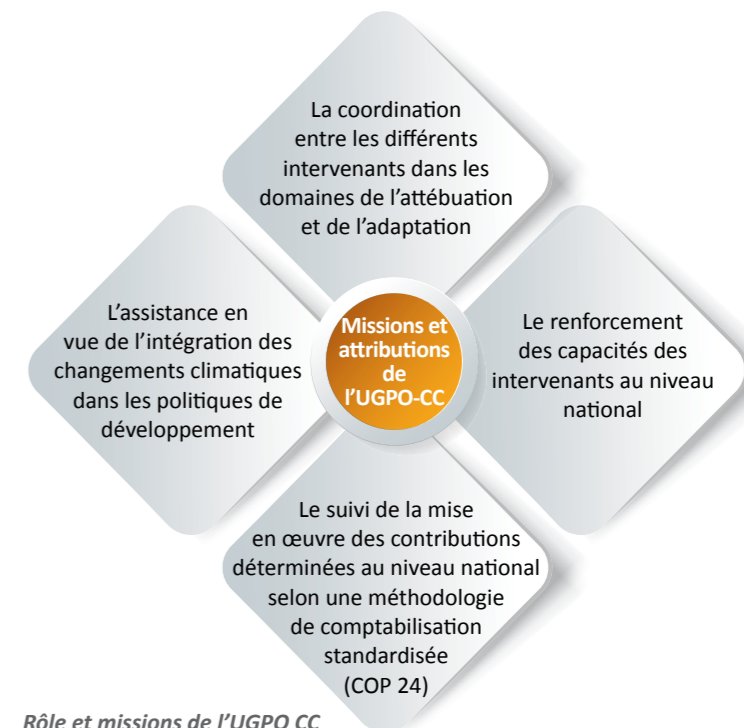 La coordination
entre les différents
intervenants dans les
domaines de l’attébuation
et de l’adaptation
L’assistance en
vue de l’intégration des
changements climatiques
dans les politiques de
développement
Missions et
attributions
de
l’UGPO-CC
Le renforcement
des capacités des
intervenants au niveau
national
Le suivi de la mise
en œuvre des contributions
déterminées au niveau national
selon une méthodologie
de comptabilisation
standardisée
(COP 24)
Rôle et missions de l’UGPO CC